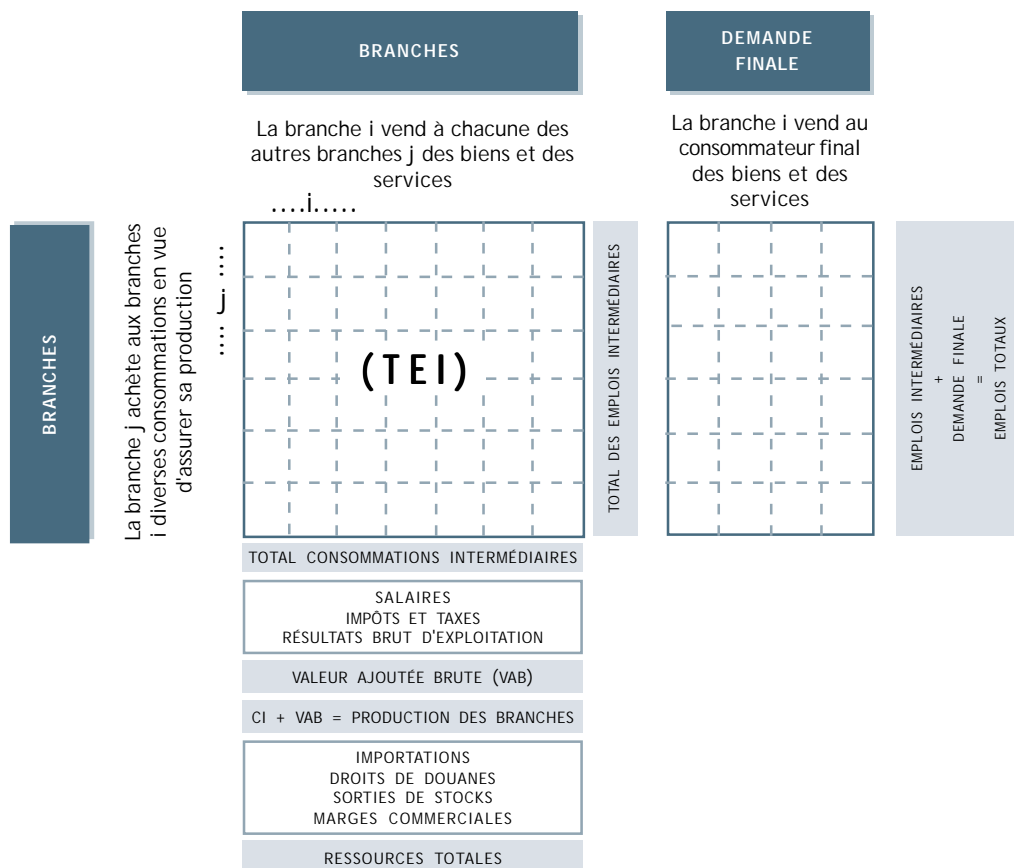 BRANCHES
DEMANDE
FINALE
La branche i vend à chacune des
autres branches j des biens et des
services
La branche i vend au
consommateur final
des biens et des
services
....i.....
BRANCHES
La branche j achète aux branches
i diverses consommations en vue
d'assurer sa production
.... j ....
(TEI)
TOTAL DES EMPLOIS INTERMÉDIAIRES
EMPLOIS INTERMÉDIAIRES
+
DEMANDE FINALE
=
EMPLOIS TOTAUX
TOTAL CONSOMMATIONS INTERMÉDIAIRES
SALAIRES
IMPÔTS ET TAXES
RÉSULTATS BRUT D'EXPLOITATION
VALEUR AJOUTÉE BRUTE (VAB)
CI + VAB = PRODUCTION DES BRANCHES
IMPORTATIONS
DROITS DE DOUANES
SORTIES DE STOCKS
MARGES COMMERCIALES
RESSOURCES TOTALES